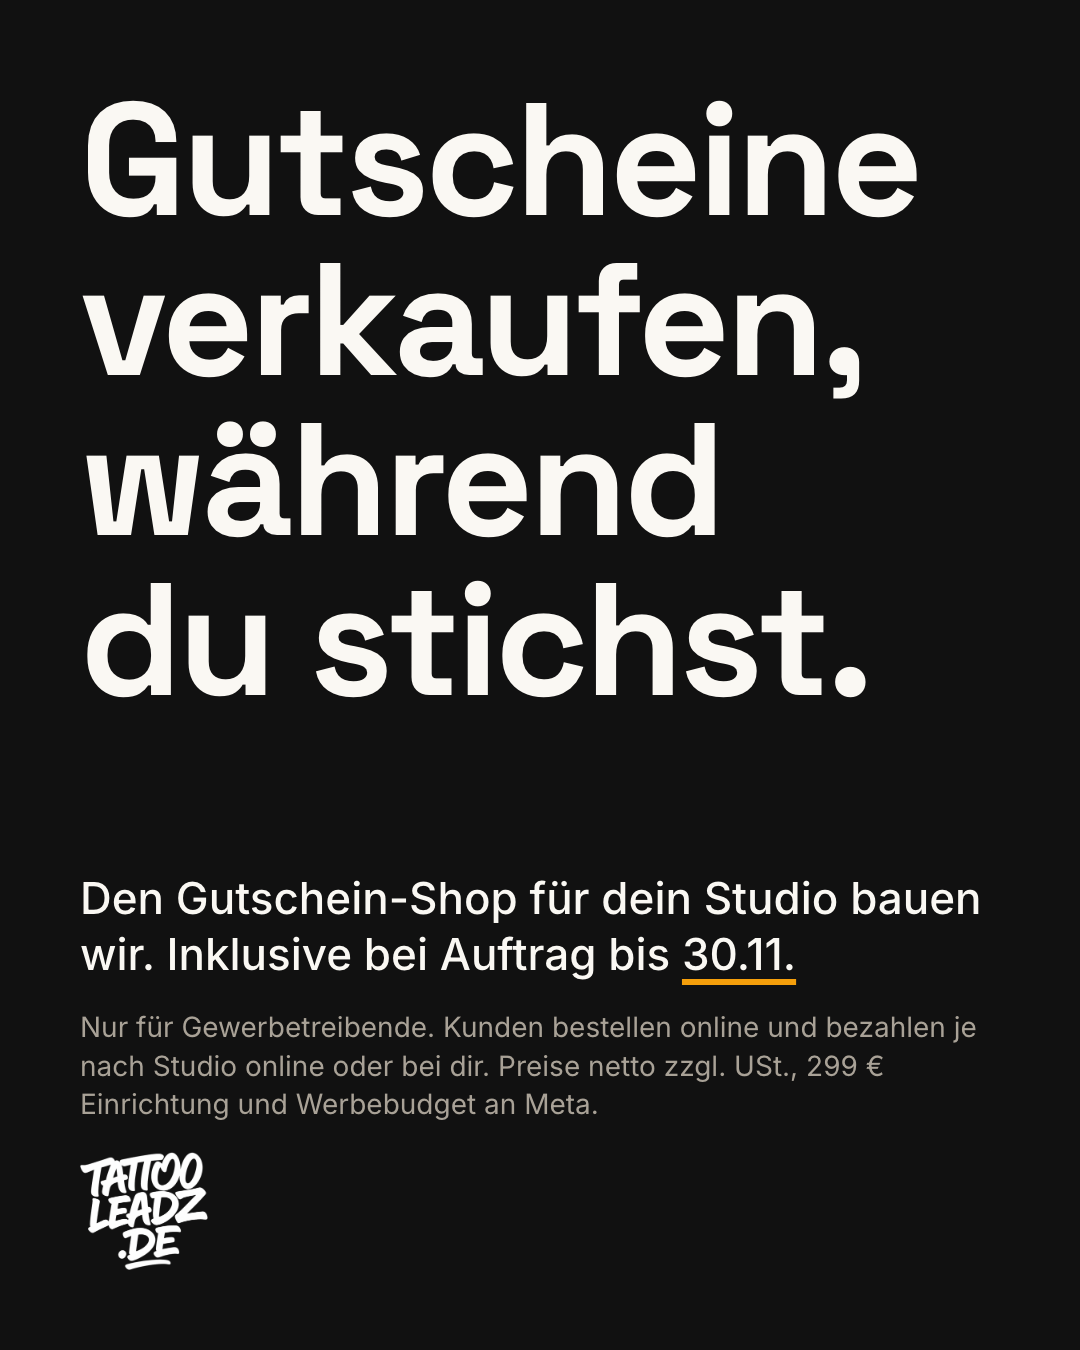 Gutscheine
verkaufen,
während
du stichst.
Den Gutschein-Shop für dein Studio bauen
wir. Inklusive bei Auftrag bis 30.11.
Nur für Gewerbetreibende. Kunden bestellen online und bezahlen je
nach Studio online oder bei dir. Preise netto zzgl. USt., 299 €
Einrichtung und Werbebudget an Meta.
TATTOO
LEADZ
.DE